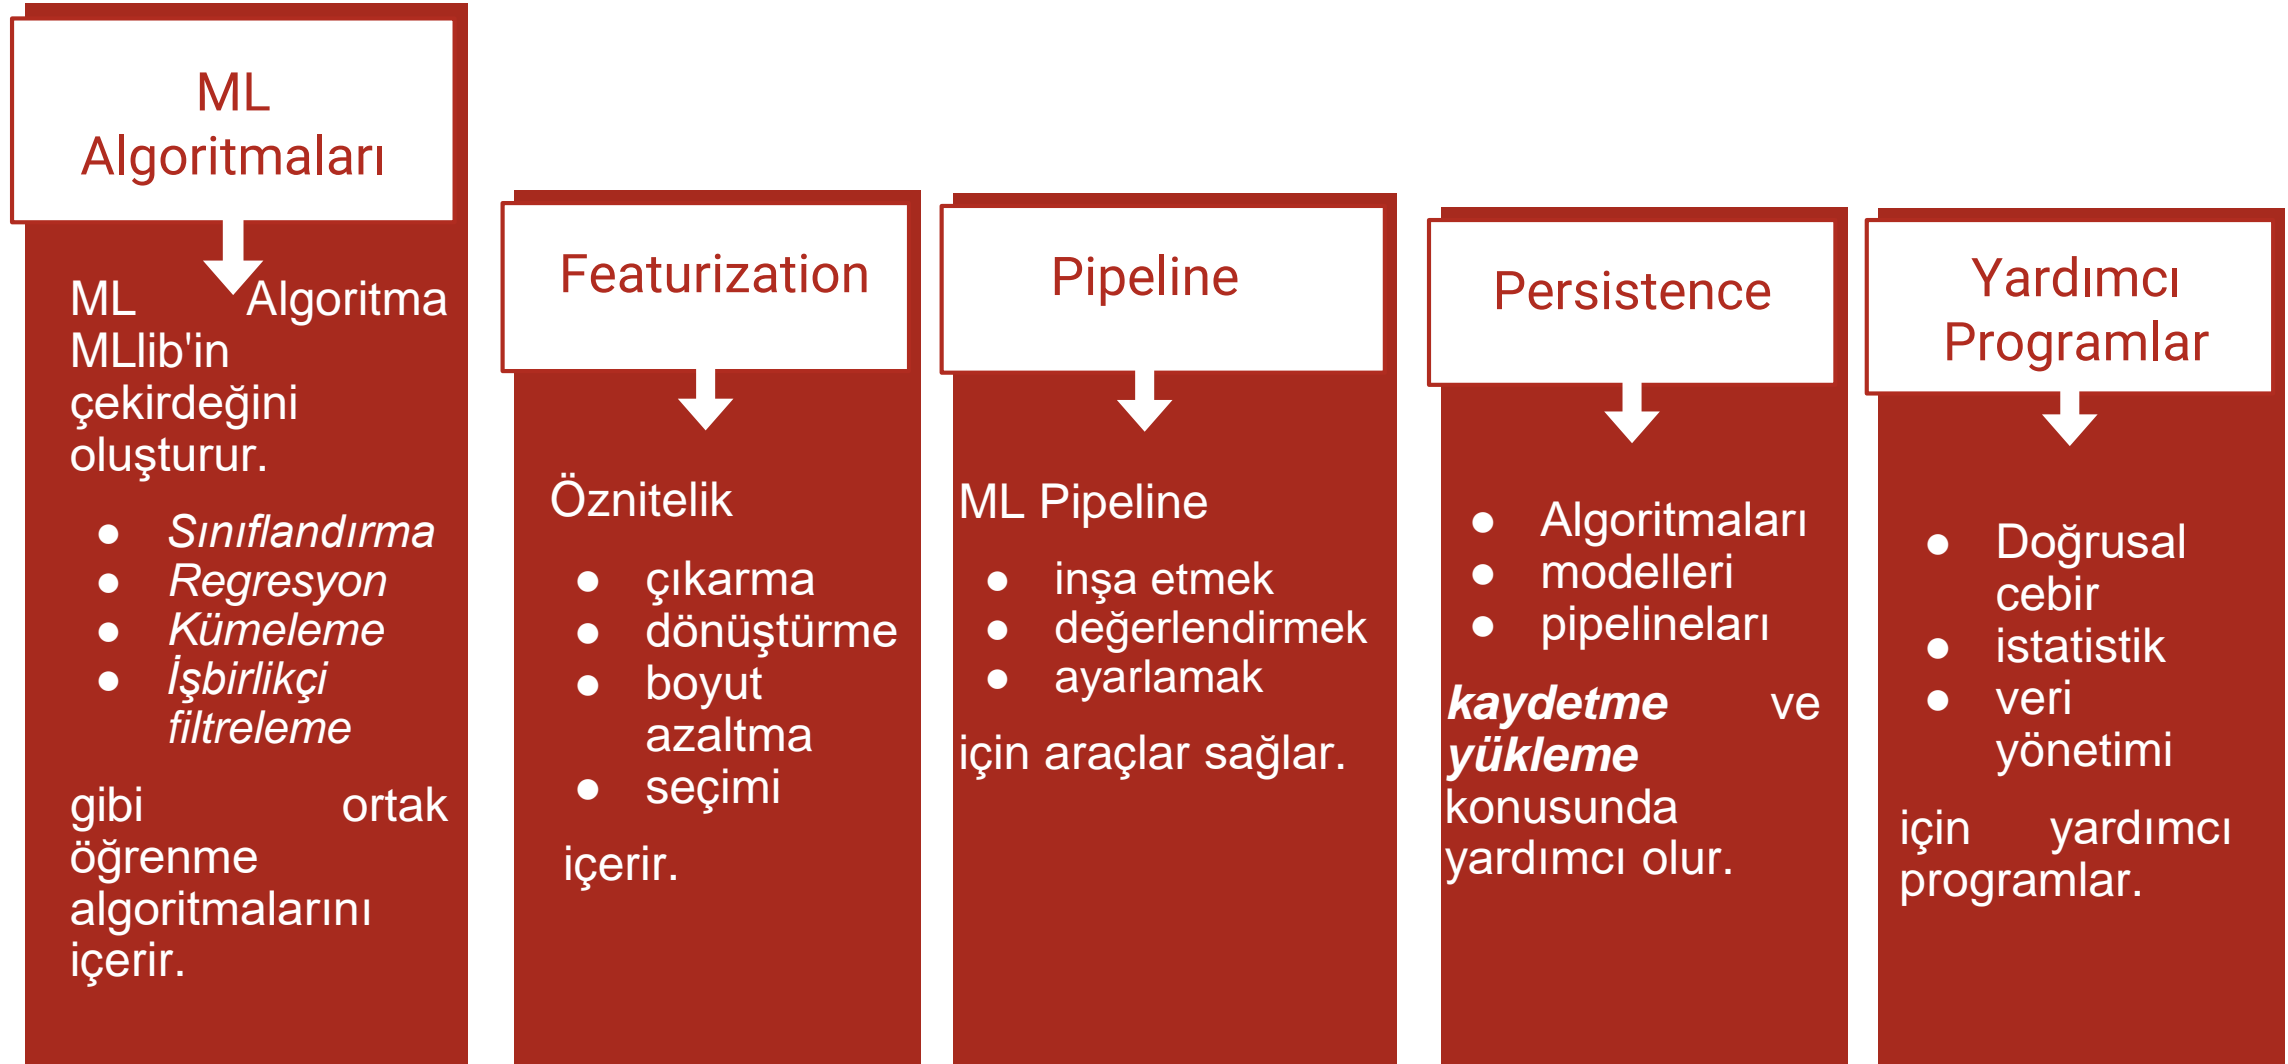 ML
Algoritmaları
ML Algoritma
MLlib'in
çekirdeğini
oluşturur.
● Sınıflandırma
● Regresyon
● Kümeleme
● İşbirlikçi
filtreleme
gibi ortak
öğrenme
algoritmalarını
içerir.
Featurization
Öznitelik
● çıkarma
● dönüştürme
● boyut
azaltma
● seçimi
içerir.
Pipeline
ML Pipeline
● inşa etmek
● değerlendirmek
● ayarlamak
için araçlar sağlar.
Persistence
● Algoritmaları
● modelleri
● pipelineları
kaydetme ve
yükleme
konusunda
yardımcı olur.
Yardımcı
Programlar
● Doğrusal
cebir
● istatistik
● veri
yönetimi
için yardımcı
programlar.